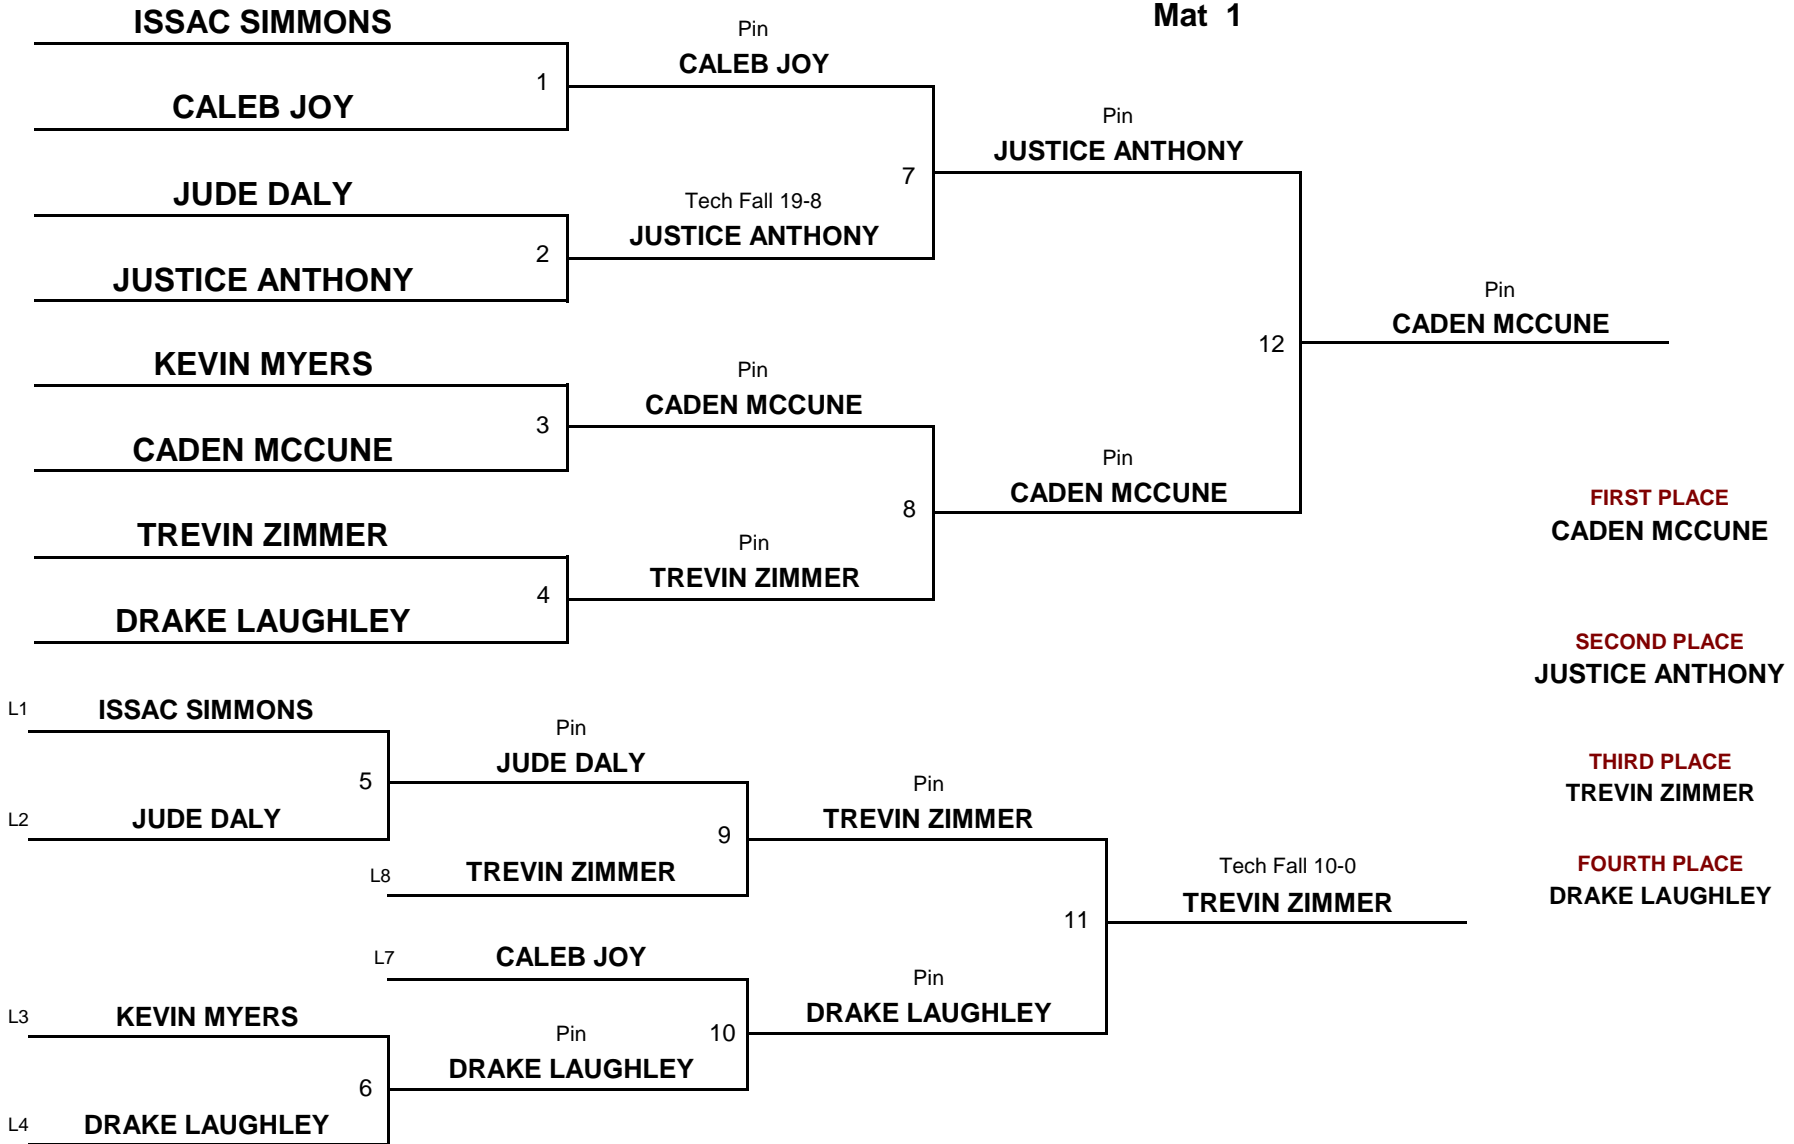 Mat 1
ISSAC SIMMONS
Pin
CALEB JOY
1
CALEB JOY
Pin
JUSTICE ANTHONY
7
JUDE DALY
Tech Fall 19-8
JUSTICE ANTHONY
2
JUSTICE ANTHONY
Pin
CADEN MCCUNE
12
KEVIN MYERS
Pin
CADEN MCCUNE
3
CADEN MCCUNE
Pin
CADEN MCCUNE
8
TREVIN ZIMMER
Pin
TREVIN ZIMMER
4
DRAKE LAUGHLEY
FIRST PLACE
CADEN MCCUNE
SECOND PLACE
JUSTICE ANTHONY
THIRD PLACE
TREVIN ZIMMER
FOURTH PLACE
DRAKE LAUGHLEY
L1 ISSAC SIMMONS
Pin
JUDE DALY
5
L2 JUDE DALY
Pin
TREVIN ZIMMER
9
L8 TREVIN ZIMMER
Tech Fall 10-0
TREVIN ZIMMER
11
L7 CALEB JOY
Pin
DRAKE LAUGHLEY
L3 KEVIN MYERS
10
Pin
DRAKE LAUGHLEY
6
L4 DRAKE LAUGHLEY